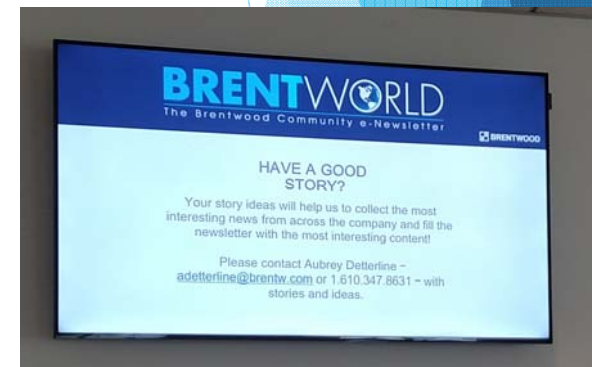 BRENTWORLD
The Brentwood Community e-Newsletter
BRENTWOOD
HAVE A GOOD
STORY?
Your story ideas will help us to collect the most
interesting news from across the company and fill the
newsletter with the most interesting content!
Please contact Aubrey Detterline –
adetterline@brentw.com or 1.610.347.8631 – with
stories and ideas.